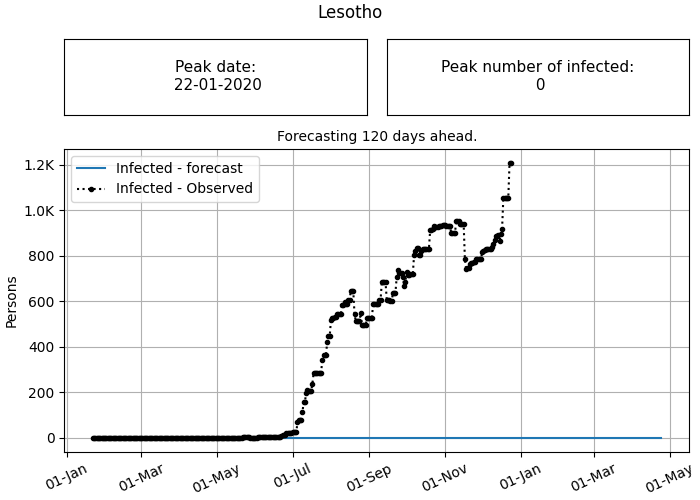 Lesotho
Peak date:
22-01-2020
Peak number of infected:
0
Forecasting 120 days ahead.
Infected - forecast
Infected - Observed
1.2K
1.0K
800
600
400
200
0
Persons
01-Jan
01-Mar
01-May
01-Jul
01-Sep
01-Nov
01-Jan
01-Mar
01-May